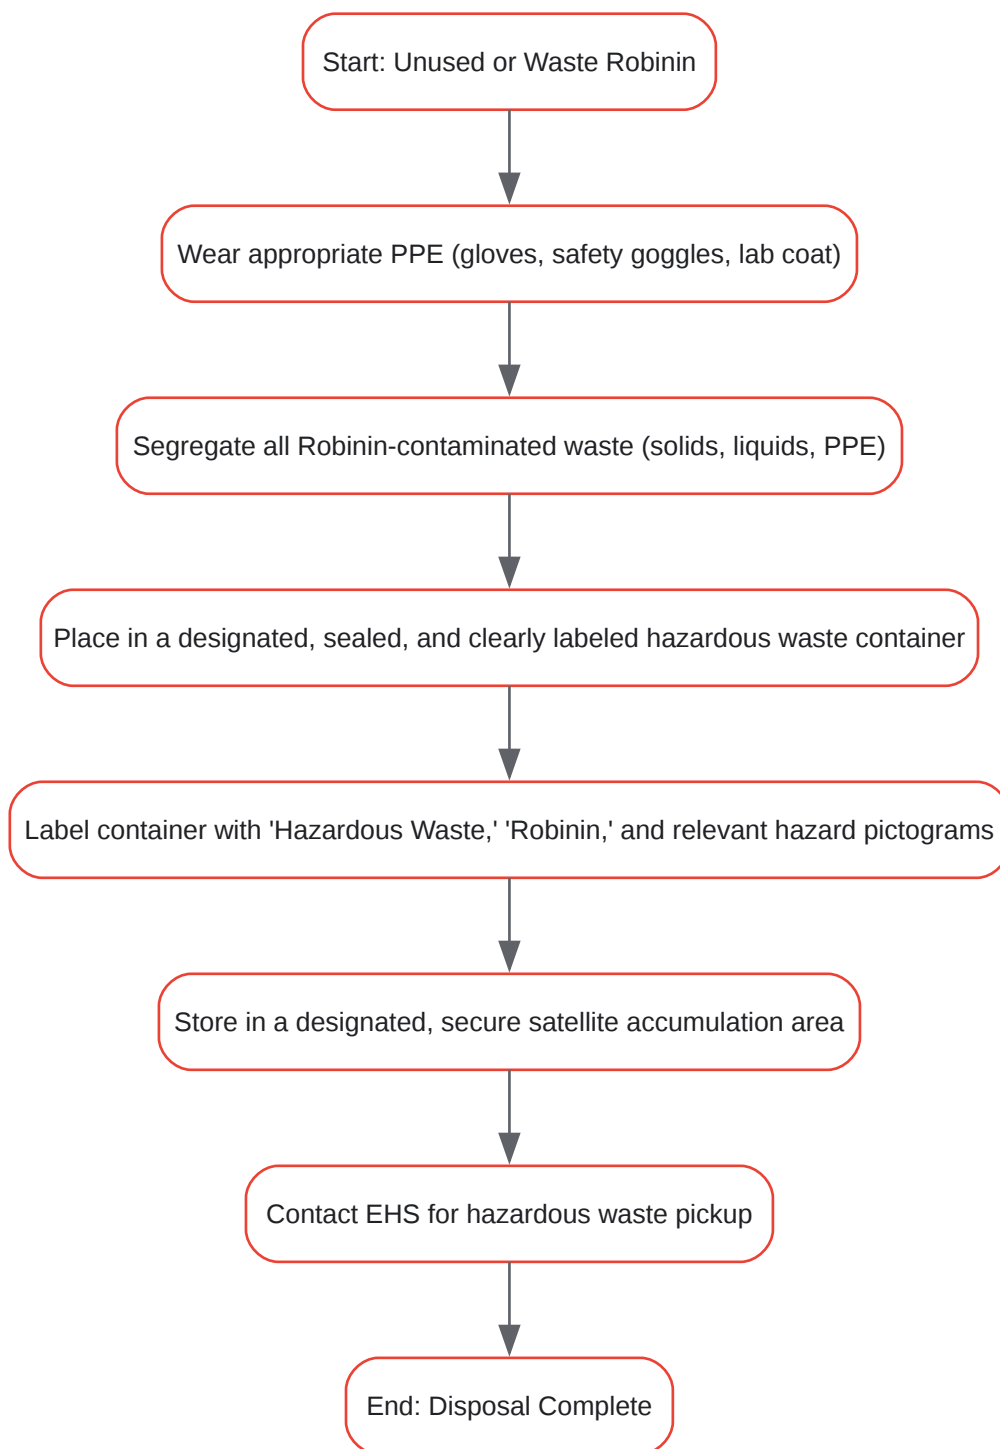 Start: Unused or Waste Robinin
Wear appropriate PPE (gloves, safety goggles, lab coat)
Segregate all Robinin-contaminated waste (solids, liquids, PPE)
Place in a designated, sealed, and clearly labeled hazardous waste container
Label container with 'Hazardous Waste,' 'Robinin,' and relevant hazard pictograms
Store in a designated, secure satellite accumulation area
Contact EHS for hazardous waste pickup
End: Disposal Complete